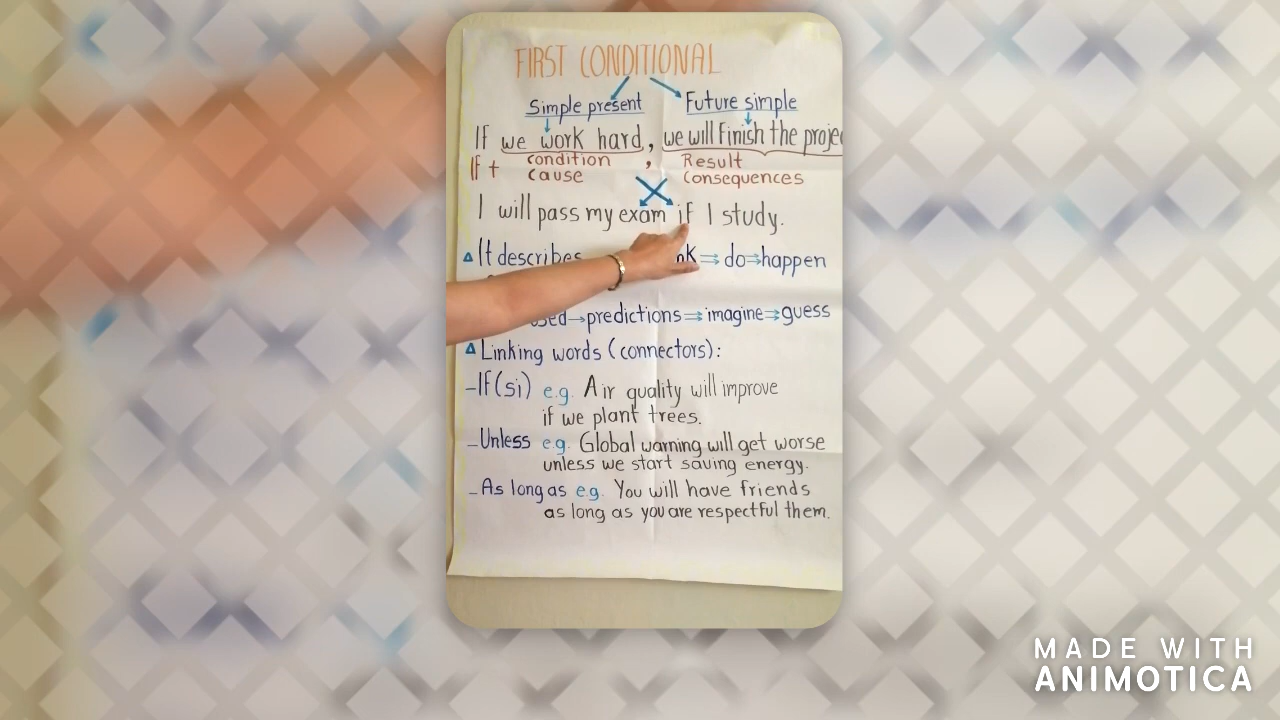 FIRST CONDITIONAL
Simple present Future simple
If we work hard, we will finish the projec
If + condition , Result
cause Consequences
I will pass my exam if I study.
It describes nk ⇒ do ⇒ happen
used → predictions ⇒ imagine ⇒ guess
Linking words (connectors):
- If (si) e.g. Air quality will improve
if we plant trees.
- Unless e.g. Global warning will get worse
unless we start saving energy.
- As long as e.g. You will have friends
as long as you are respectful them.
MADE WITH
ANIMOTICA